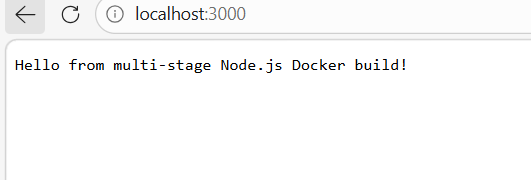 localhost:3000
Hello from multi-stage Node.js Docker build!